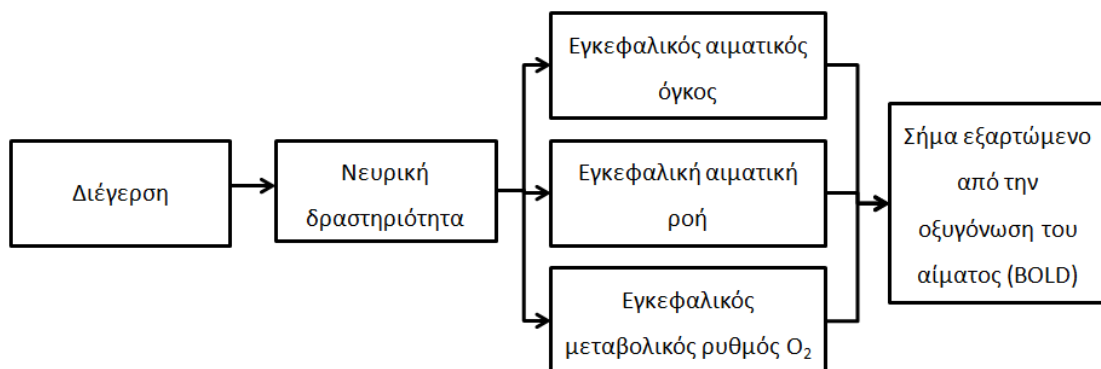 Διέγερση
Νευρική
δραστηριότητα
Εγκεφαλικός αιματικός
όγκος
Εγκεφαλική αιματική
ροή
Εγκεφαλικός
μεταβολικός ρυθμός O₂
Σήμα εξαρτώμενο
από την
οξυγόνωση του
αίματος (BOLD)